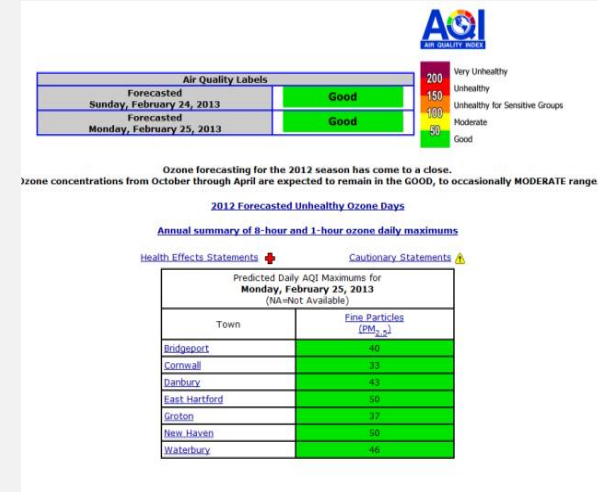 AQI
AIR QUALITY INDEX
Air Quality Labels
Forecasted
Sunday, February 24, 2013
Good
Forecasted
Monday, February 25, 2013
Good
200
150
100
50
Very Unhealthy
Unhealthy
Unhealthy for Sensitive Groups
Moderate
Good
Ozone forecasting for the 2012 season has come to a close.
Ozone concentrations from October through April are expected to remain in the GOOD, to occasionally MODERATE range
2012 Forecasted Unhealthy Ozone Days
Annual summary of 8-hour and 1-hour ozone daily maximums
Health Effects Statements Cautionary Statements
Predicted Daily AQI Maximums for
Monday, February 25, 2013
(NA=Not Available)
Town Fine Particles
(PM2.5)
Bridgeport 40
Cornwall 33
Danbury 43
East Hartford 50
Groton 37
New Haven 50
Waterbury 46